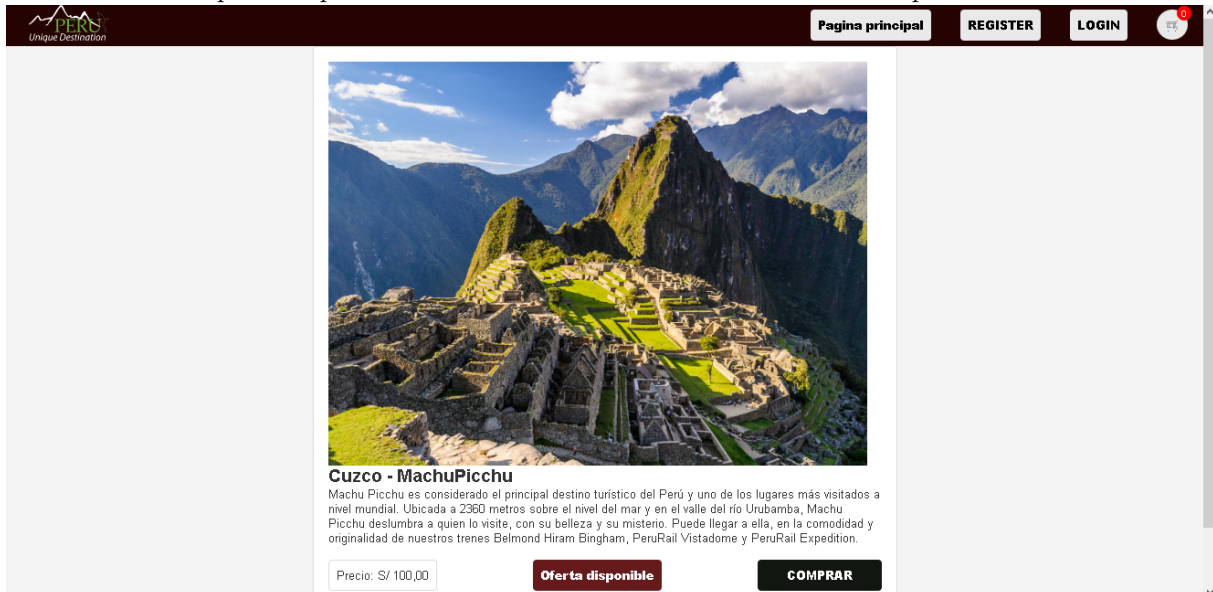 PERU
Unique Destination
Pagina principal
REGISTER
LOGIN
0
Cuzco - MachuPicchu
Machu Picchu es considerado el principal destino turístico del Perú y uno de los lugares más visitados a
nivel mundial. Ubicada a 2360 metros sobre el nivel del mar y en el valle del río Urubamba, Machu
Picchu deslumbra a quien lo visite, con su belleza y su misterio. Puede llegar a ella, en la comodidad y
originalidad de nuestros trenes Belmond Hiram Bingham, PeruRail Vistadome y PeruRail Expedition.
Precio: S/ 100,00
Oferta disponible
COMPRAR